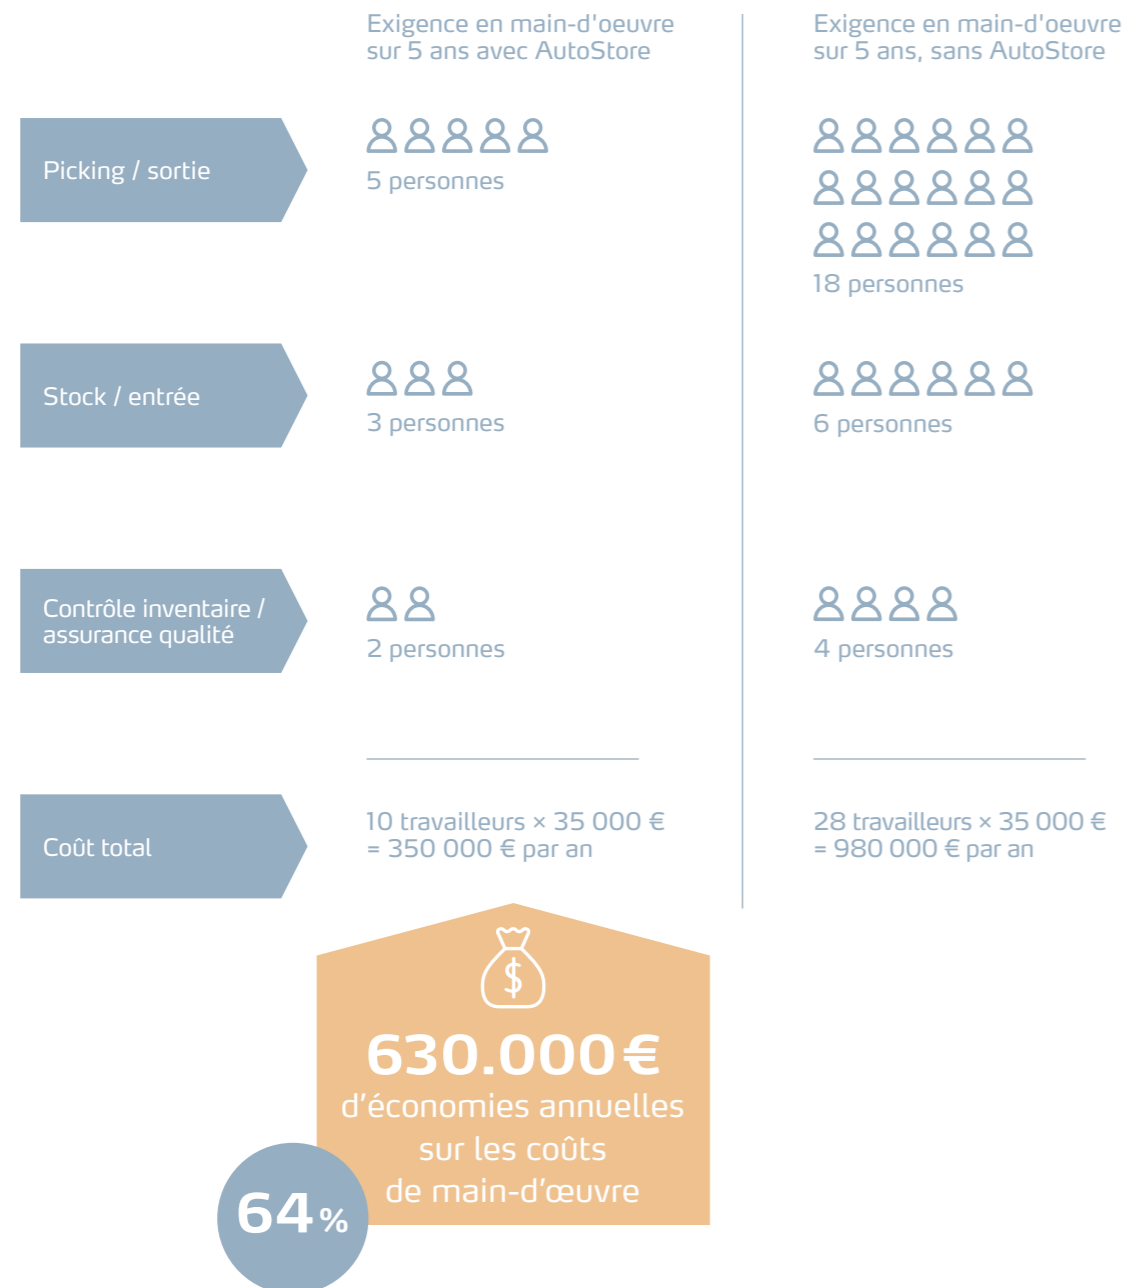 Exigence en main-d'oeuvre
sur 5 ans avec AutoStore
Exigence en main-d'oeuvre
sur 5 ans, sans AutoStore
Picking / sortie
5 personnes
18 personnes
Stock / entrée
3 personnes
6 personnes
Contrôle inventaire /
assurance qualité
2 personnes
4 personnes
Coût total
10 travailleurs × 35 000 €
= 350 000 € par an
28 travailleurs × 35 000 €
= 980 000 € par an
$
630.000 €
d’économies annuelles
sur les coûts
de main-d’œuvre
64 %